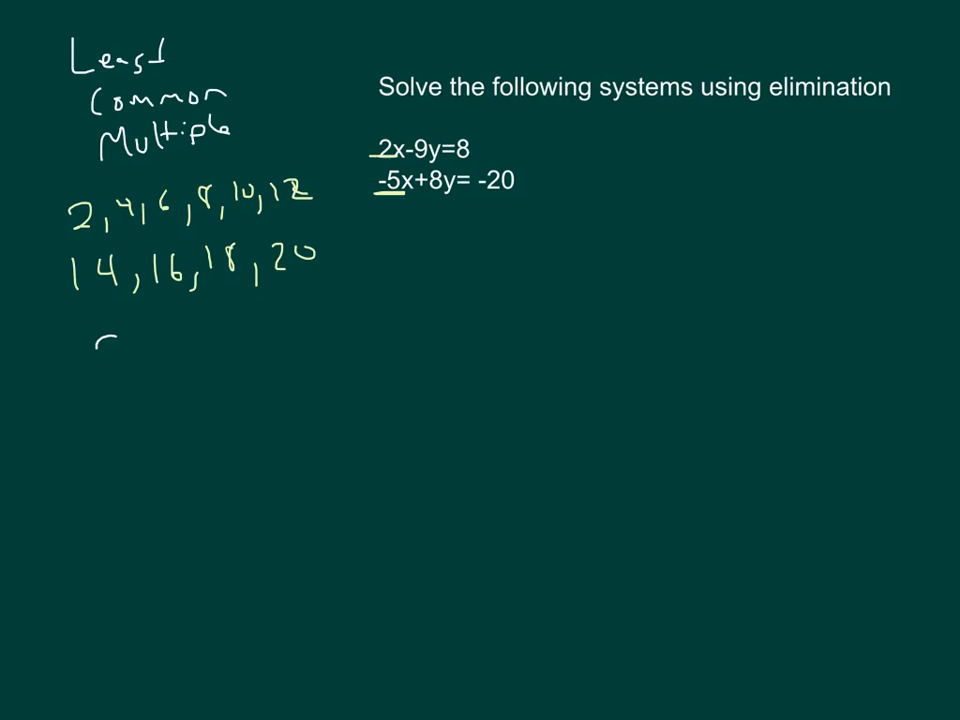 Least
Common
Multiple
2, 4, 6, 8, 10, 12
14, 16, 18, 20
Solve the following systems using elimination
2x-9y=8
-5x+8y= -20